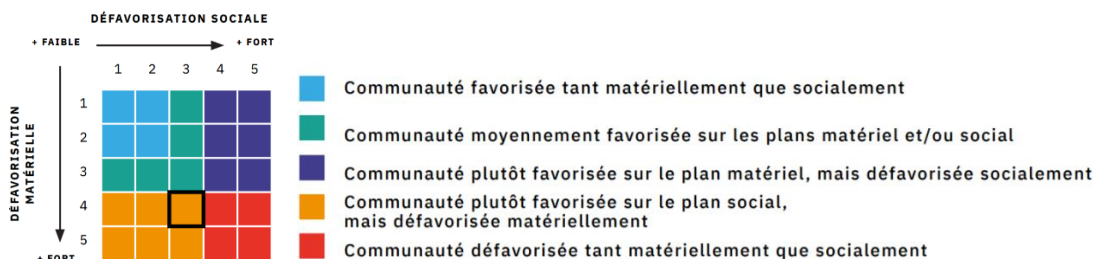 DÉFAVORISATION SOCIALE
+ FAIBLE
+ FORT
1 2 3 4 5
DÉFAVORISATION
MATÉRIELLE
1
2
3
4
5
+ FORT
Communauté favorisée tant matériellement que socialement
Communauté moyennement favorisée sur les plans matériel et/ou social
Communauté plutôt favorisée sur le plan matériel, mais défavorisée socialement
Communauté plutôt favorisée sur le plan social,
mais défavorisée matériellement
Communauté défavorisée tant matériellement que socialement